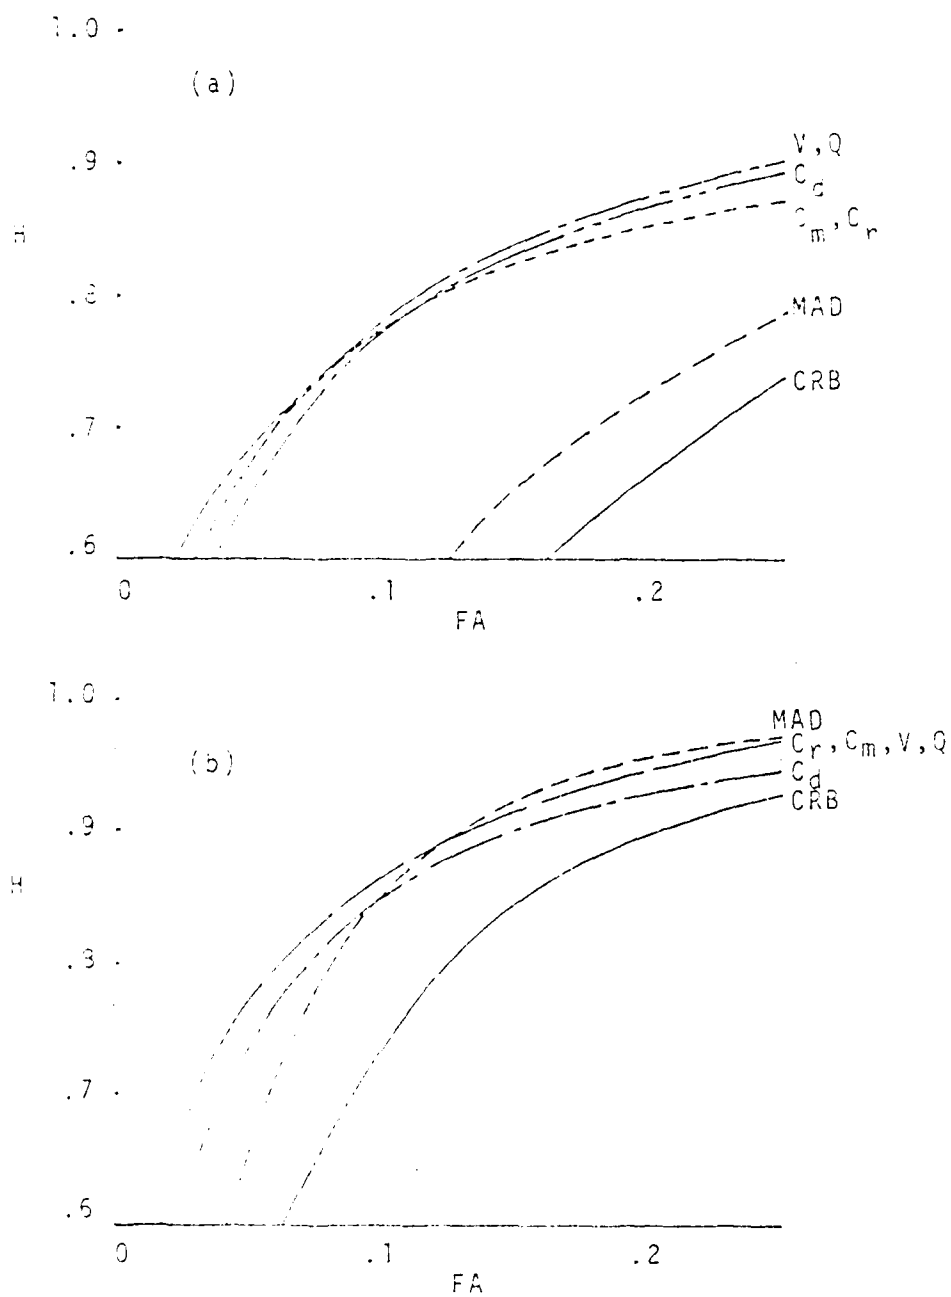 1.0
(a)
V,Q
.9
C_d
H
C_m,C_r
.8
MAD
CRB
.7
.6
0 .1 .2
FA
1.0
MAD
(b)
C_r,C_m,V,Q
C_d
CRB
.9
H
.8
.7
.6
0 .1 .2
FA